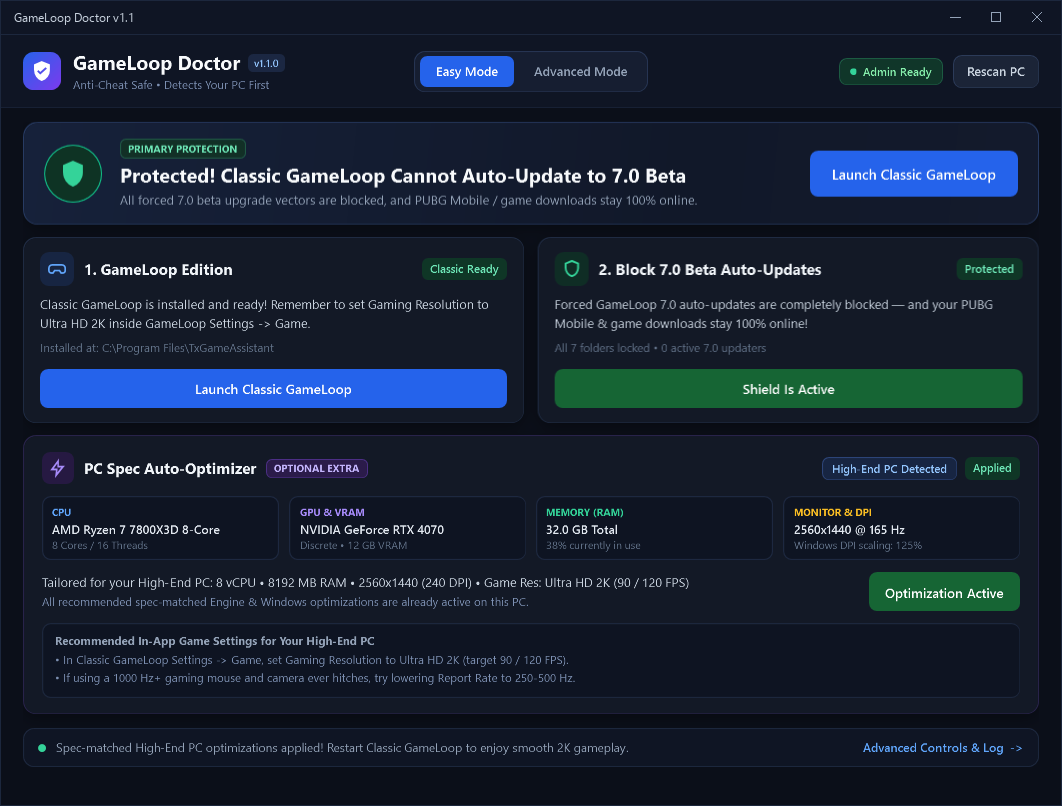 GameLoop Doctor v1.1
GameLoop Doctor v1.1.0
Anti-Cheat Safe • Detects Your PC First
Easy Mode
Advanced Mode
Admin Ready
Rescan PC
PRIMARY PROTECTION
Protected! Classic GameLoop Cannot Auto-Update to 7.0 Beta
All forced 7.0 beta upgrade vectors are blocked, and PUBG Mobile / game downloads stay 100% online.
Launch Classic GameLoop
1. GameLoop Edition
Classic Ready
Classic GameLoop is installed and ready! Remember to set Gaming Resolution to
Ultra HD 2K inside GameLoop Settings -> Game.
Installed at: C:\Program Files\TxGameAssistant
Launch Classic GameLoop
2. Block 7.0 Beta Auto-Updates
Protected
Forced GameLoop 7.0 auto-updates are completely blocked — and your PUBG
Mobile & game downloads stay 100% online!
All 7 folders locked • 0 active 7.0 updaters
Shield Is Active
PC Spec Auto-Optimizer
OPTIONAL EXTRA
High-End PC Detected
Applied
CPU
AMD Ryzen 7 7800X3D 8-Core
8 Cores / 16 Threads
GPU & VRAM
NVIDIA GeForce RTX 4070
Discrete • 12 GB VRAM
MEMORY (RAM)
32.0 GB Total
38% currently in use
MONITOR & DPI
2560x1440 @ 165 Hz
Windows DPI scaling: 125%
Tailored for your High-End PC: 8 vCPU • 8192 MB RAM • 2560x1440 (240 DPI) • Game Res: Ultra HD 2K (90 / 120 FPS)
All recommended spec-matched Engine & Windows optimizations are already active on this PC.
Optimization Active
Recommended In-App Game Settings for Your High-End PC
• In Classic GameLoop Settings -> Game, set Gaming Resolution to Ultra HD 2K (target 90 / 120 FPS).
• If using a 1000 Hz+ gaming mouse and camera ever hitches, try lowering Report Rate to 250-500 Hz.
Spec-matched High-End PC optimizations applied! Restart Classic GameLoop to enjoy smooth 2K gameplay.
Advanced Controls & Log ->